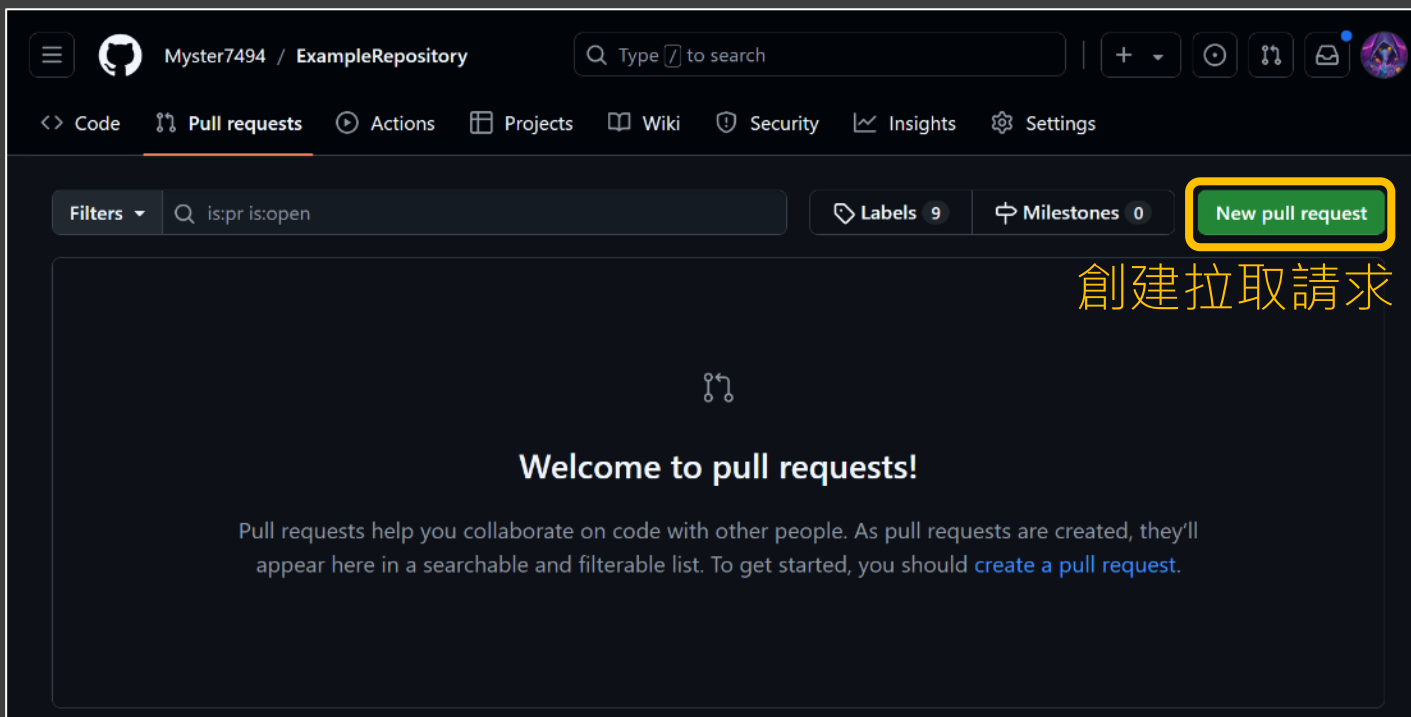 Myster7494 / ExampleRepository
Type / to search
Code Pull requests Actions Projects Wiki Security Insights Settings
Filters is:pr is:open Labels 9 Milestones 0 New pull request
創建拉取請求
Welcome to pull requests!
Pull requests help you collaborate on code with other people. As pull requests are created, they’ll
appear here in a searchable and filterable list. To get started, you should create a pull request.